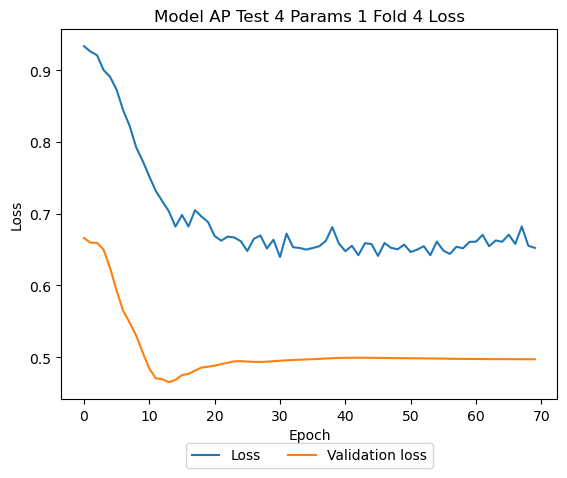 Model AP Test 4 Params 1 Fold 4 Loss
Loss
0.9
0.8
0.7
0.6
0.5
0 10 20 30 40 50 60 70
Epoch
Loss Validation loss